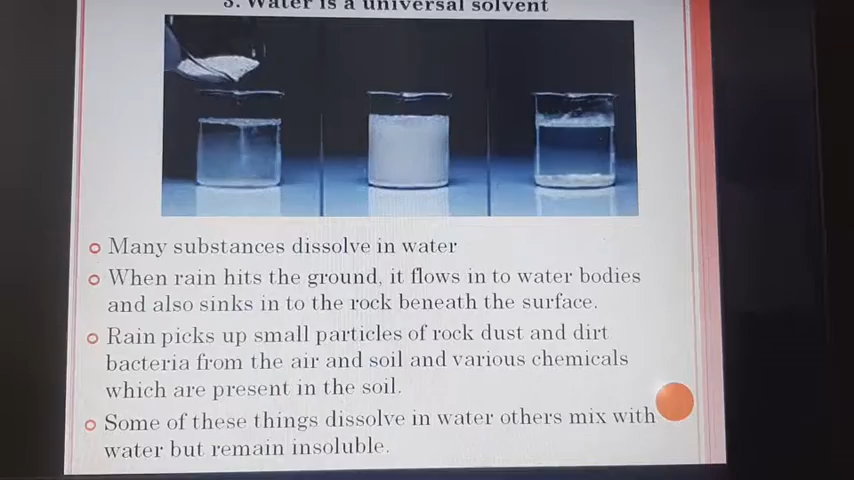 3. Water is a universal solvent
Many substances dissolve in water
When rain hits the ground, it flows in to water bodies
and also sinks in to the rock beneath the surface.
Rain picks up small particles of rock dust and dirt
bacteria from the air and soil and various chemicals
which are present in the soil.
Some of these things dissolve in water others mix with
water but remain insoluble.